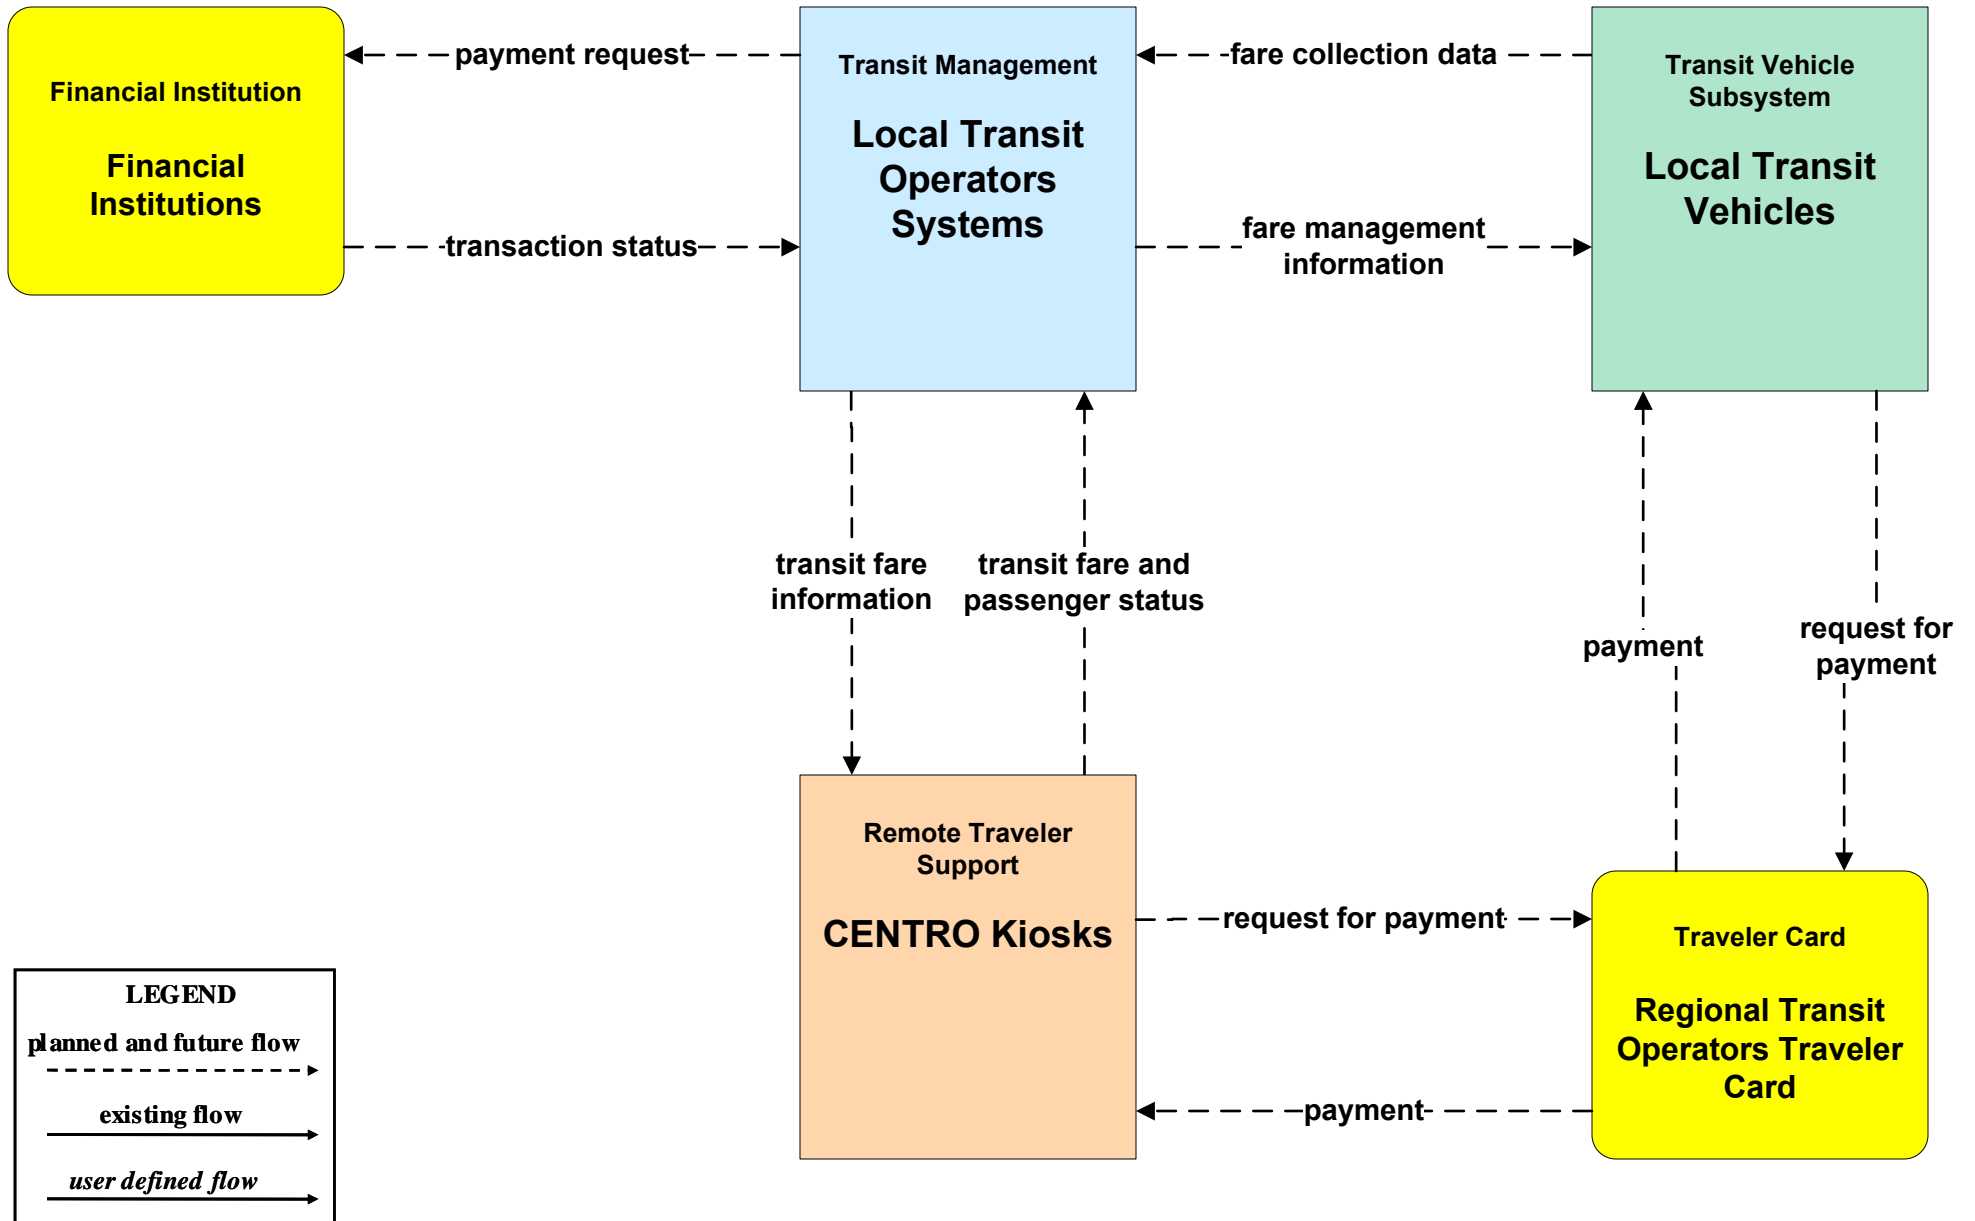 Financial Institution
Financial
Institutions
payment request
transaction status
Transit Management
Local Transit
Operators
Systems
fare collection data
fare management
information
Transit Vehicle
Subsystem
Local Transit
Vehicles
transit fare
information
transit fare and
passenger status
payment
request for
payment
Remote Traveler
Support
CENTRO Kiosks
request for payment
payment
Traveler Card
Regional Transit
Operators Traveler
Card
LEGEND
planned and future flow
existing flow
user defined flow